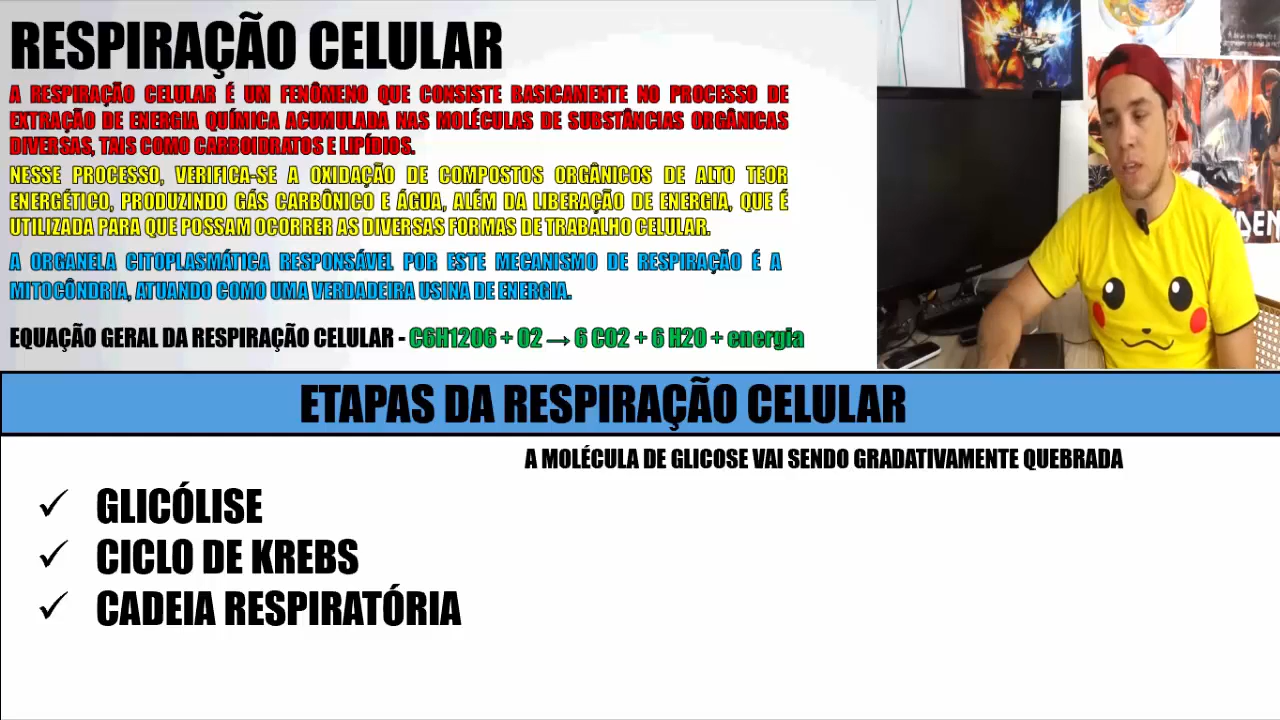 RESPIRAÇÃO CELULAR
A RESPIRAÇÃO CELULAR É UM FENÔMENO QUE CONSISTE BASICAMENTE NO PROCESSO DE
EXTRAÇÃO DE ENERGIA QUÍMICA ACUMULADA NAS MOLÉCULAS DE SUBSTÂNCIAS ORGÂNICAS
DIVERSAS, TAIS COMO CARBOIDRATOS E LIPÍDIOS.
NESSE PROCESSO, VERIFICA-SE A OXIDAÇÃO DE COMPOSTOS ORGÂNICOS DE ALTO TEOR
ENERGÉTICO, PRODUZINDO GÁS CARBÔNICO E ÁGUA, ALÉM DA LIBERAÇÃO DE ENERGIA, QUE É
UTILIZADA PARA QUE POSSAM OCORRER AS DIVERSAS FORMAS DE TRABALHO CELULAR.
A ORGANELA CITOPLASMÁTICA RESPONSÁVEL POR ESTE MECANISMO DE RESPIRAÇÃO É A
MITOCÔNDRIA, ATUANDO COMO UMA VERDADEIRA USINA DE ENERGIA.
EQUAÇÃO GERAL DA RESPIRAÇÃO CELULAR - C6H12O6 + O2 → 6 CO2 + 6 H2O + energia
ETAPAS DA RESPIRAÇÃO CELULAR
A MOLÉCULA DE GLICOSE VAI SENDO GRADATIVAMENTE QUEBRADA
✓ GLICÓLISE
✓ CICLO DE KREBS
✓ CADEIA RESPIRATÓRIA